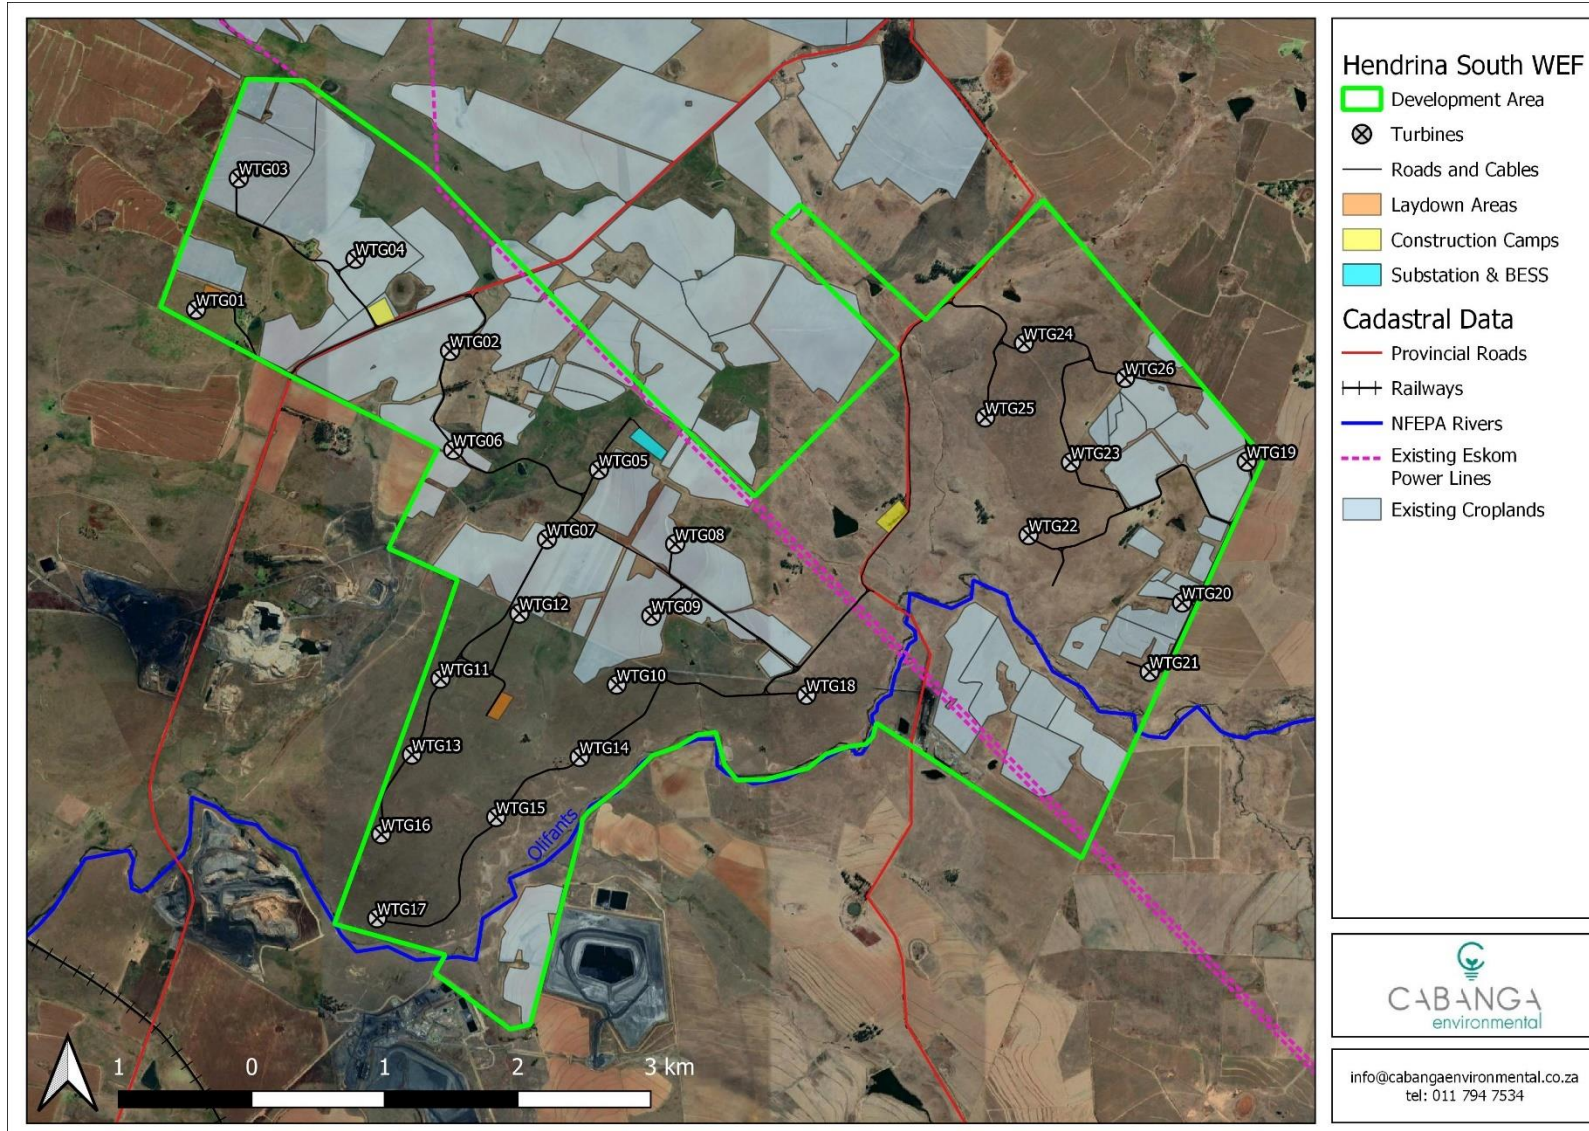 WTG03
WTG04
WTG01
WTG02
WTG24
WTG26
WTG25
WTG06
WTG05
WTG23
WTG19
WTG07
WTG08
WTG22
WTG12
WTG09
WTG20
WTG11
WTG10
WTG18
WTG21
WTG13
WTG14
WTG15
WTG16
Olifants
WTG17
1 0 1 2 3 km
Hendrina South WEF
Development Area
Turbines
Roads and Cables
Laydown Areas
Construction Camps
Substation & BESS
Cadastral Data
Provincial Roads
Railways
NFEPA Rivers
Existing Eskom
Power Lines
Existing Croplands
CABANGA
environmental
info@cabangaenvironmental.co.za
tel: 011 794 7534